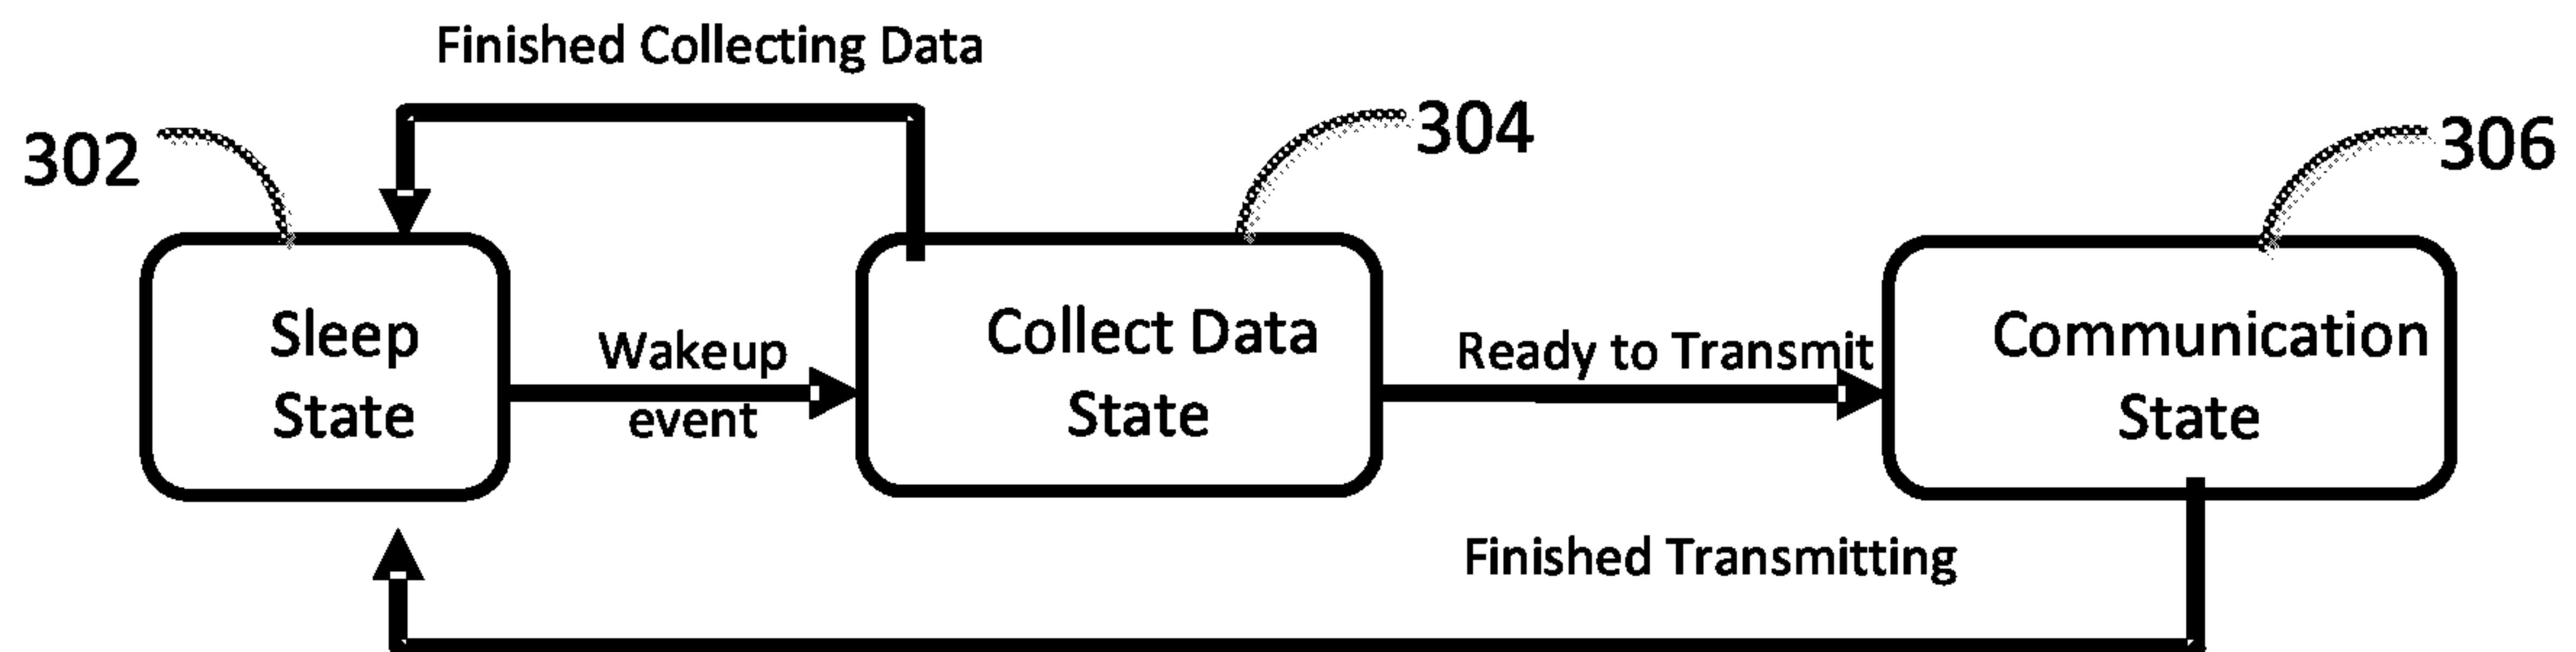 Finished Collecting Data
302
304
306
Sleep
State
Wakeup
event
Collect Data
State
Ready to Transmit
Communication
State
Finished Transmitting